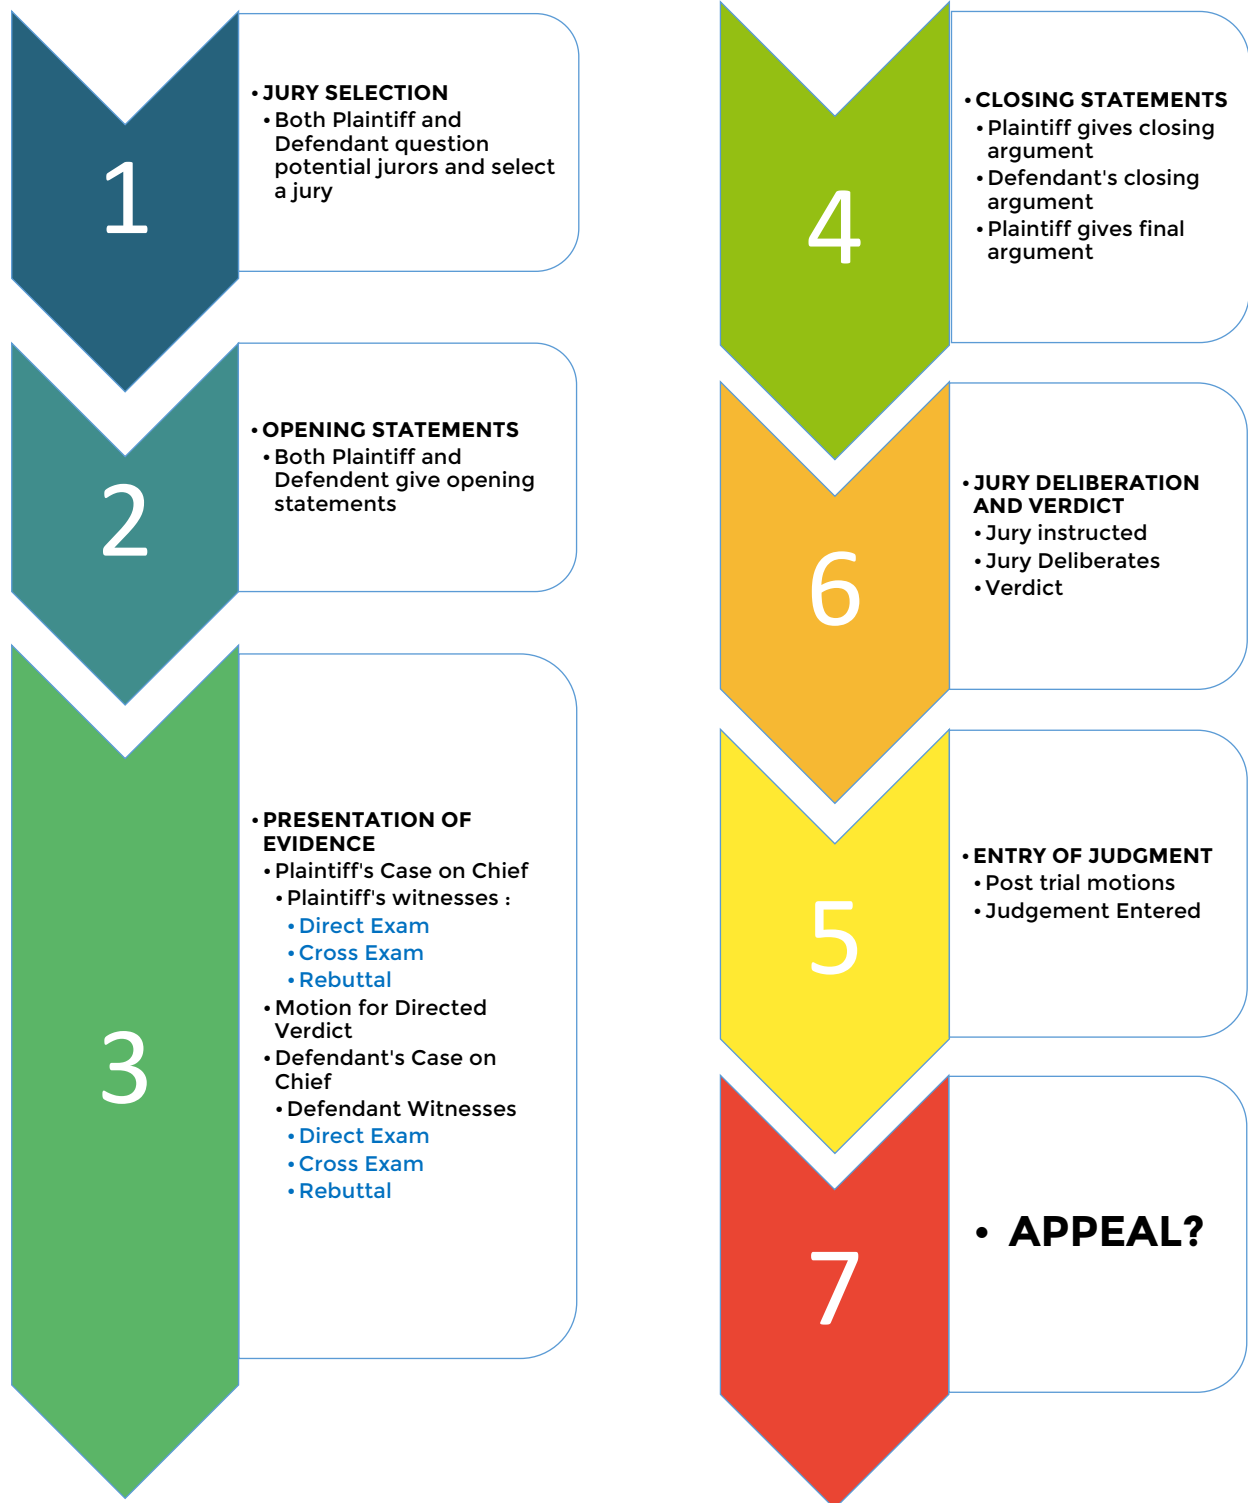 1
• JURY SELECTION
• Both Plaintiff and
Defendant question
potential jurors and select
a jury
2
• OPENING STATEMENTS
• Both Plaintiff and
Defendent give opening
statements
3
• PRESENTATION OF
EVIDENCE
• Plaintiff's Case on Chief
• Plaintiff's witnesses :
• Direct Exam
• Cross Exam
• Rebuttal
• Motion for Directed
Verdict
• Defendant's Case on
Chief
• Defendant Witnesses
• Direct Exam
• Cross Exam
• Rebuttal
4
• CLOSING STATEMENTS
• Plaintiff gives closing
argument
• Defendant's closing
argument
• Plaintiff gives final
argument
6
• JURY DELIBERATION
AND VERDICT
• Jury instructed
• Jury Deliberates
• Verdict
5
• ENTRY OF JUDGMENT
• Post trial motions
• Judgement Entered
7
• APPEAL?